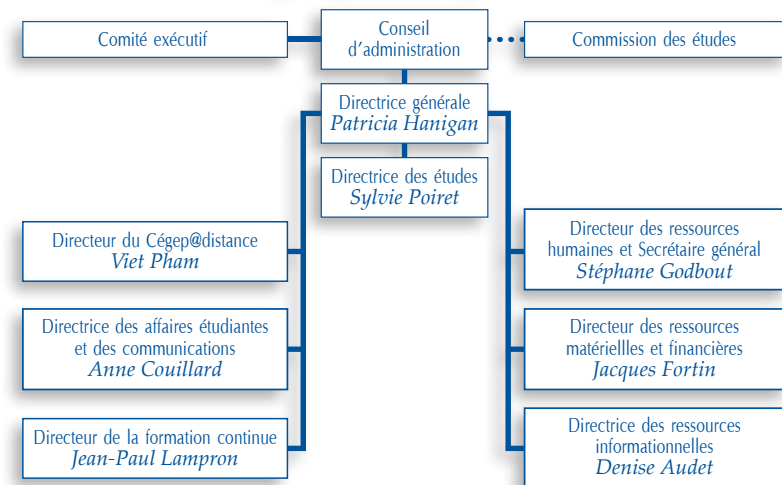 Comité exécutif
Conseil
d'administration
Commission des études
Directrice générale
Patricia Hanigan
Directrice des études
Sylvie Poiret
Directeur du Cégep@distance
Viet Pham
Directeur des ressources
humaines et Secrétaire général
Stéphane Godbout
Directrice des affaires étudiantes
et des communications
Anne Couillard
Directeur des ressources
matériellles et financières
Jacques Fortin
Directeur de la formation continue
Jean-Paul Lampron
Directrice des ressources
informationnelles
Denise Audet